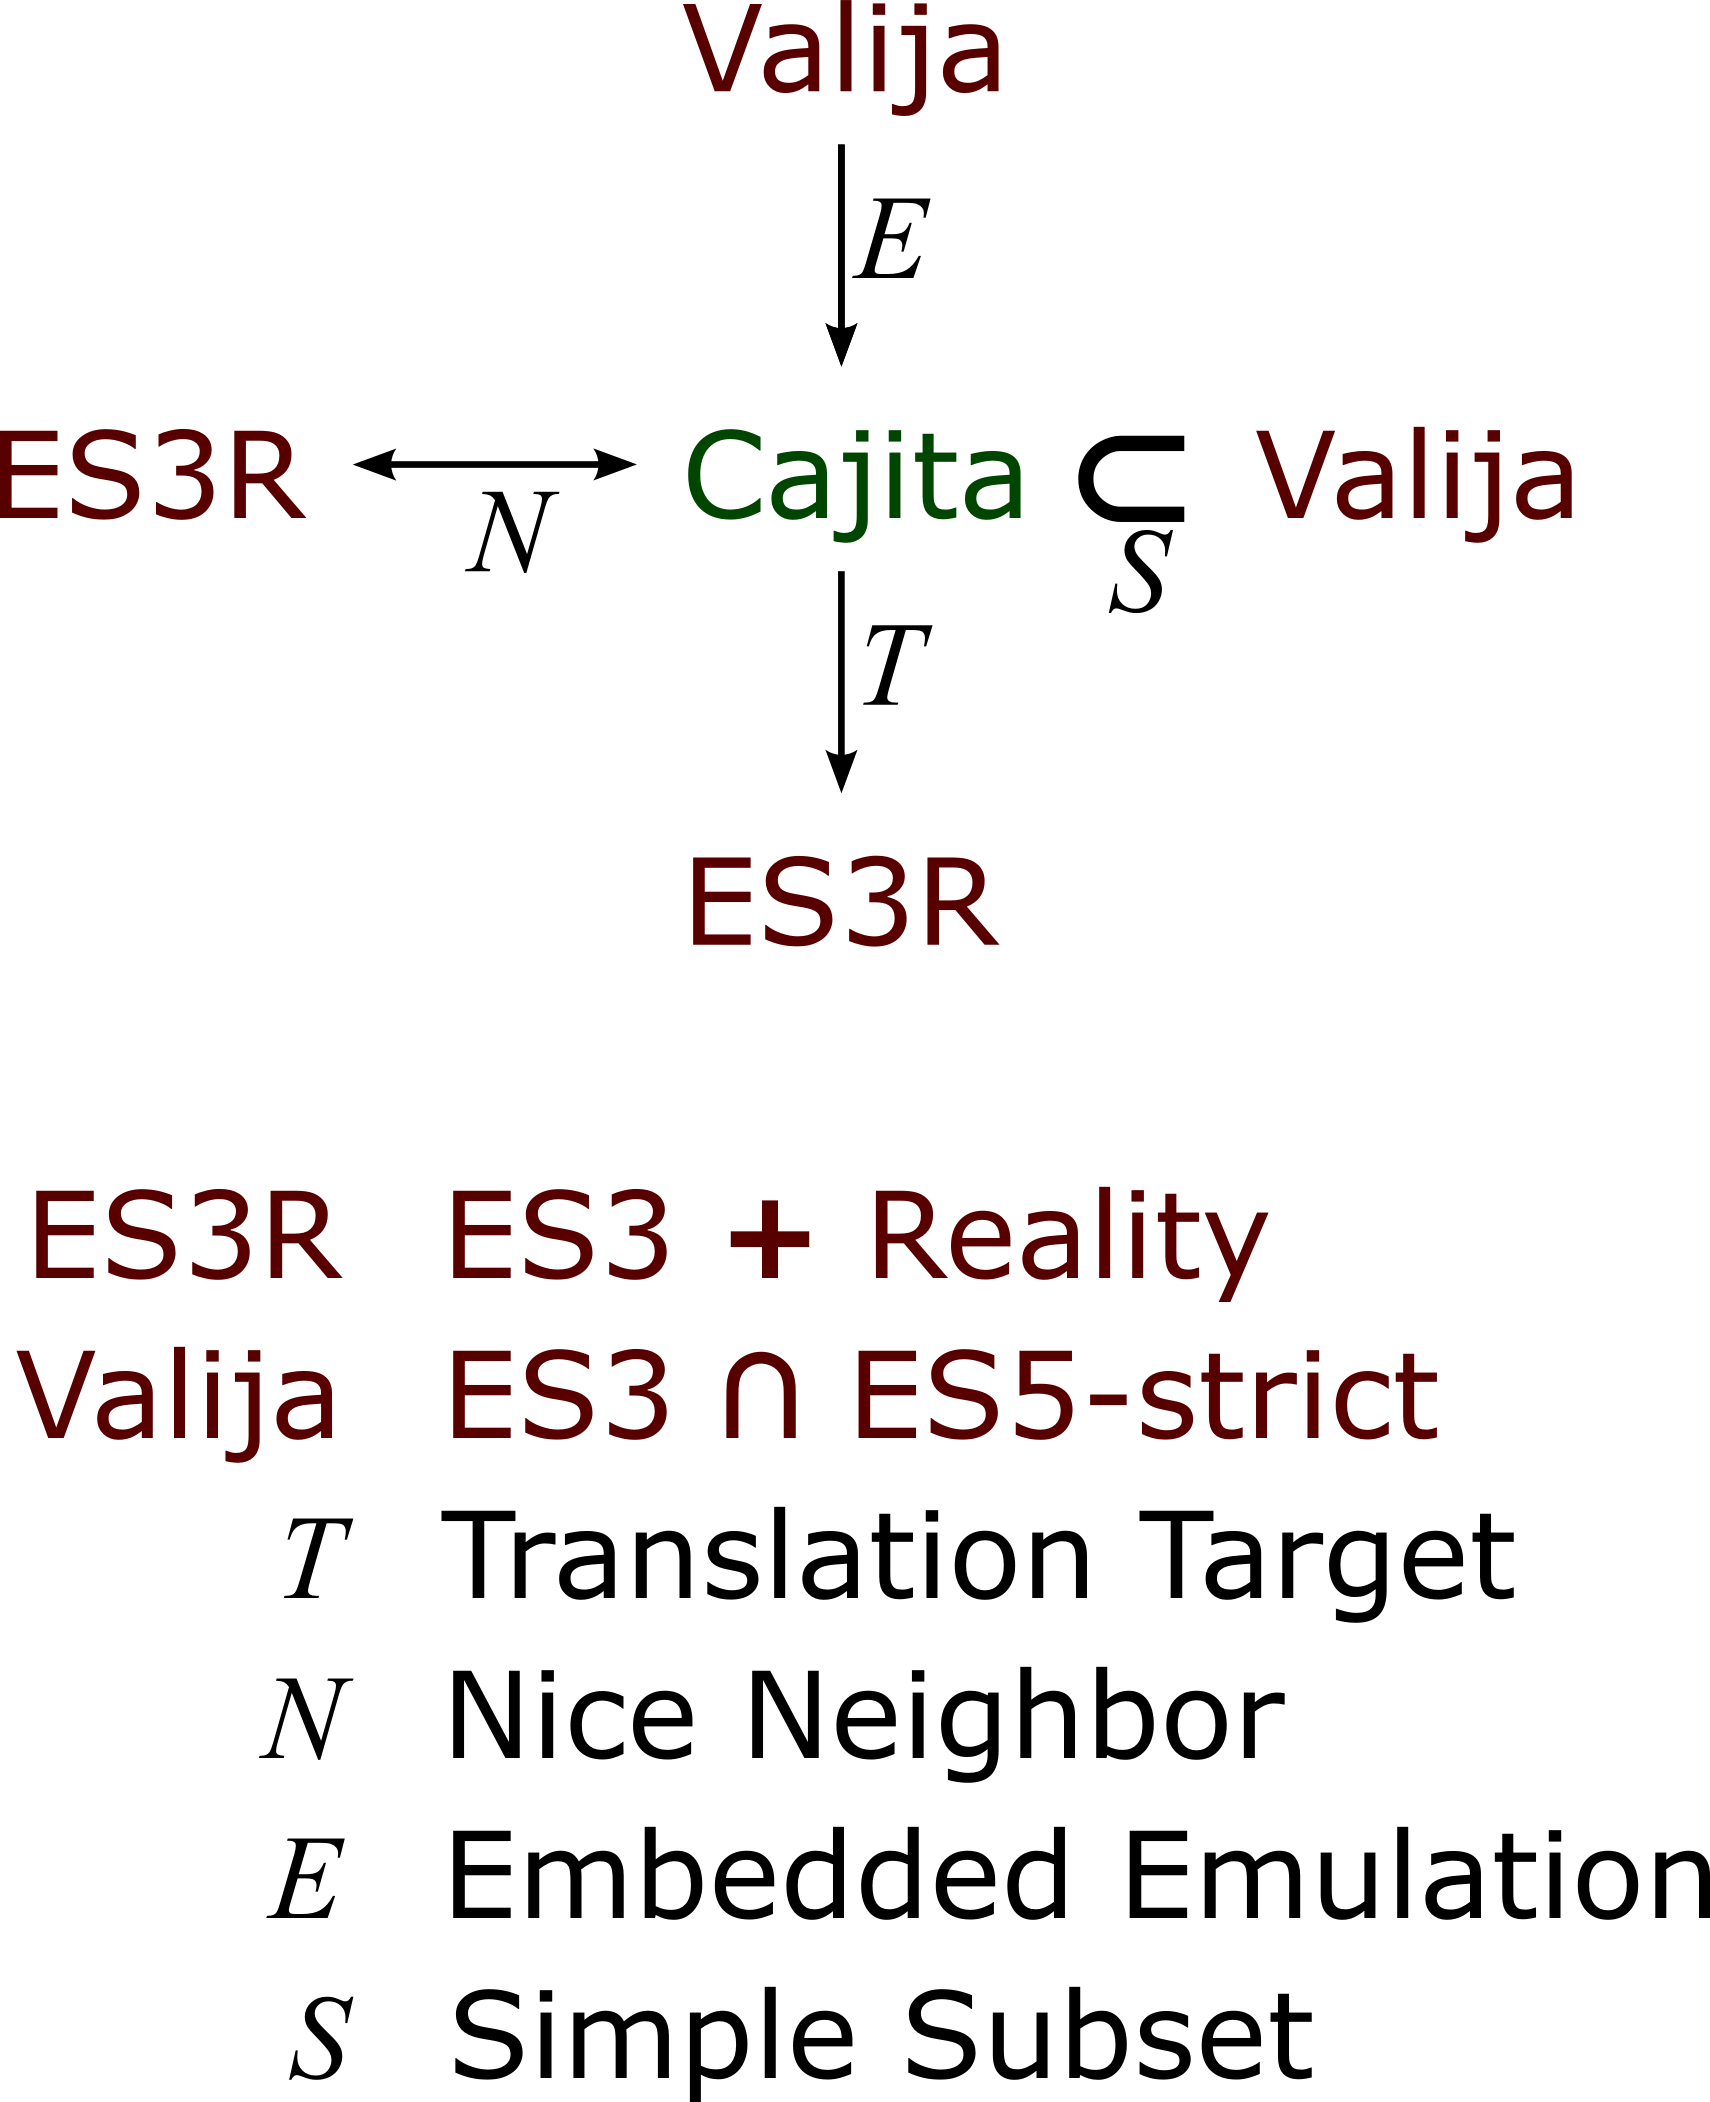 Valija
E
ES3R Cajita ⊂ Valija
N S
T
ES3R
ES3R ES3 + Reality
Valija ES3 ∩ ES5-strict
T Translation Target
N Nice Neighbor
E Embedded Emulation
S Simple Subset